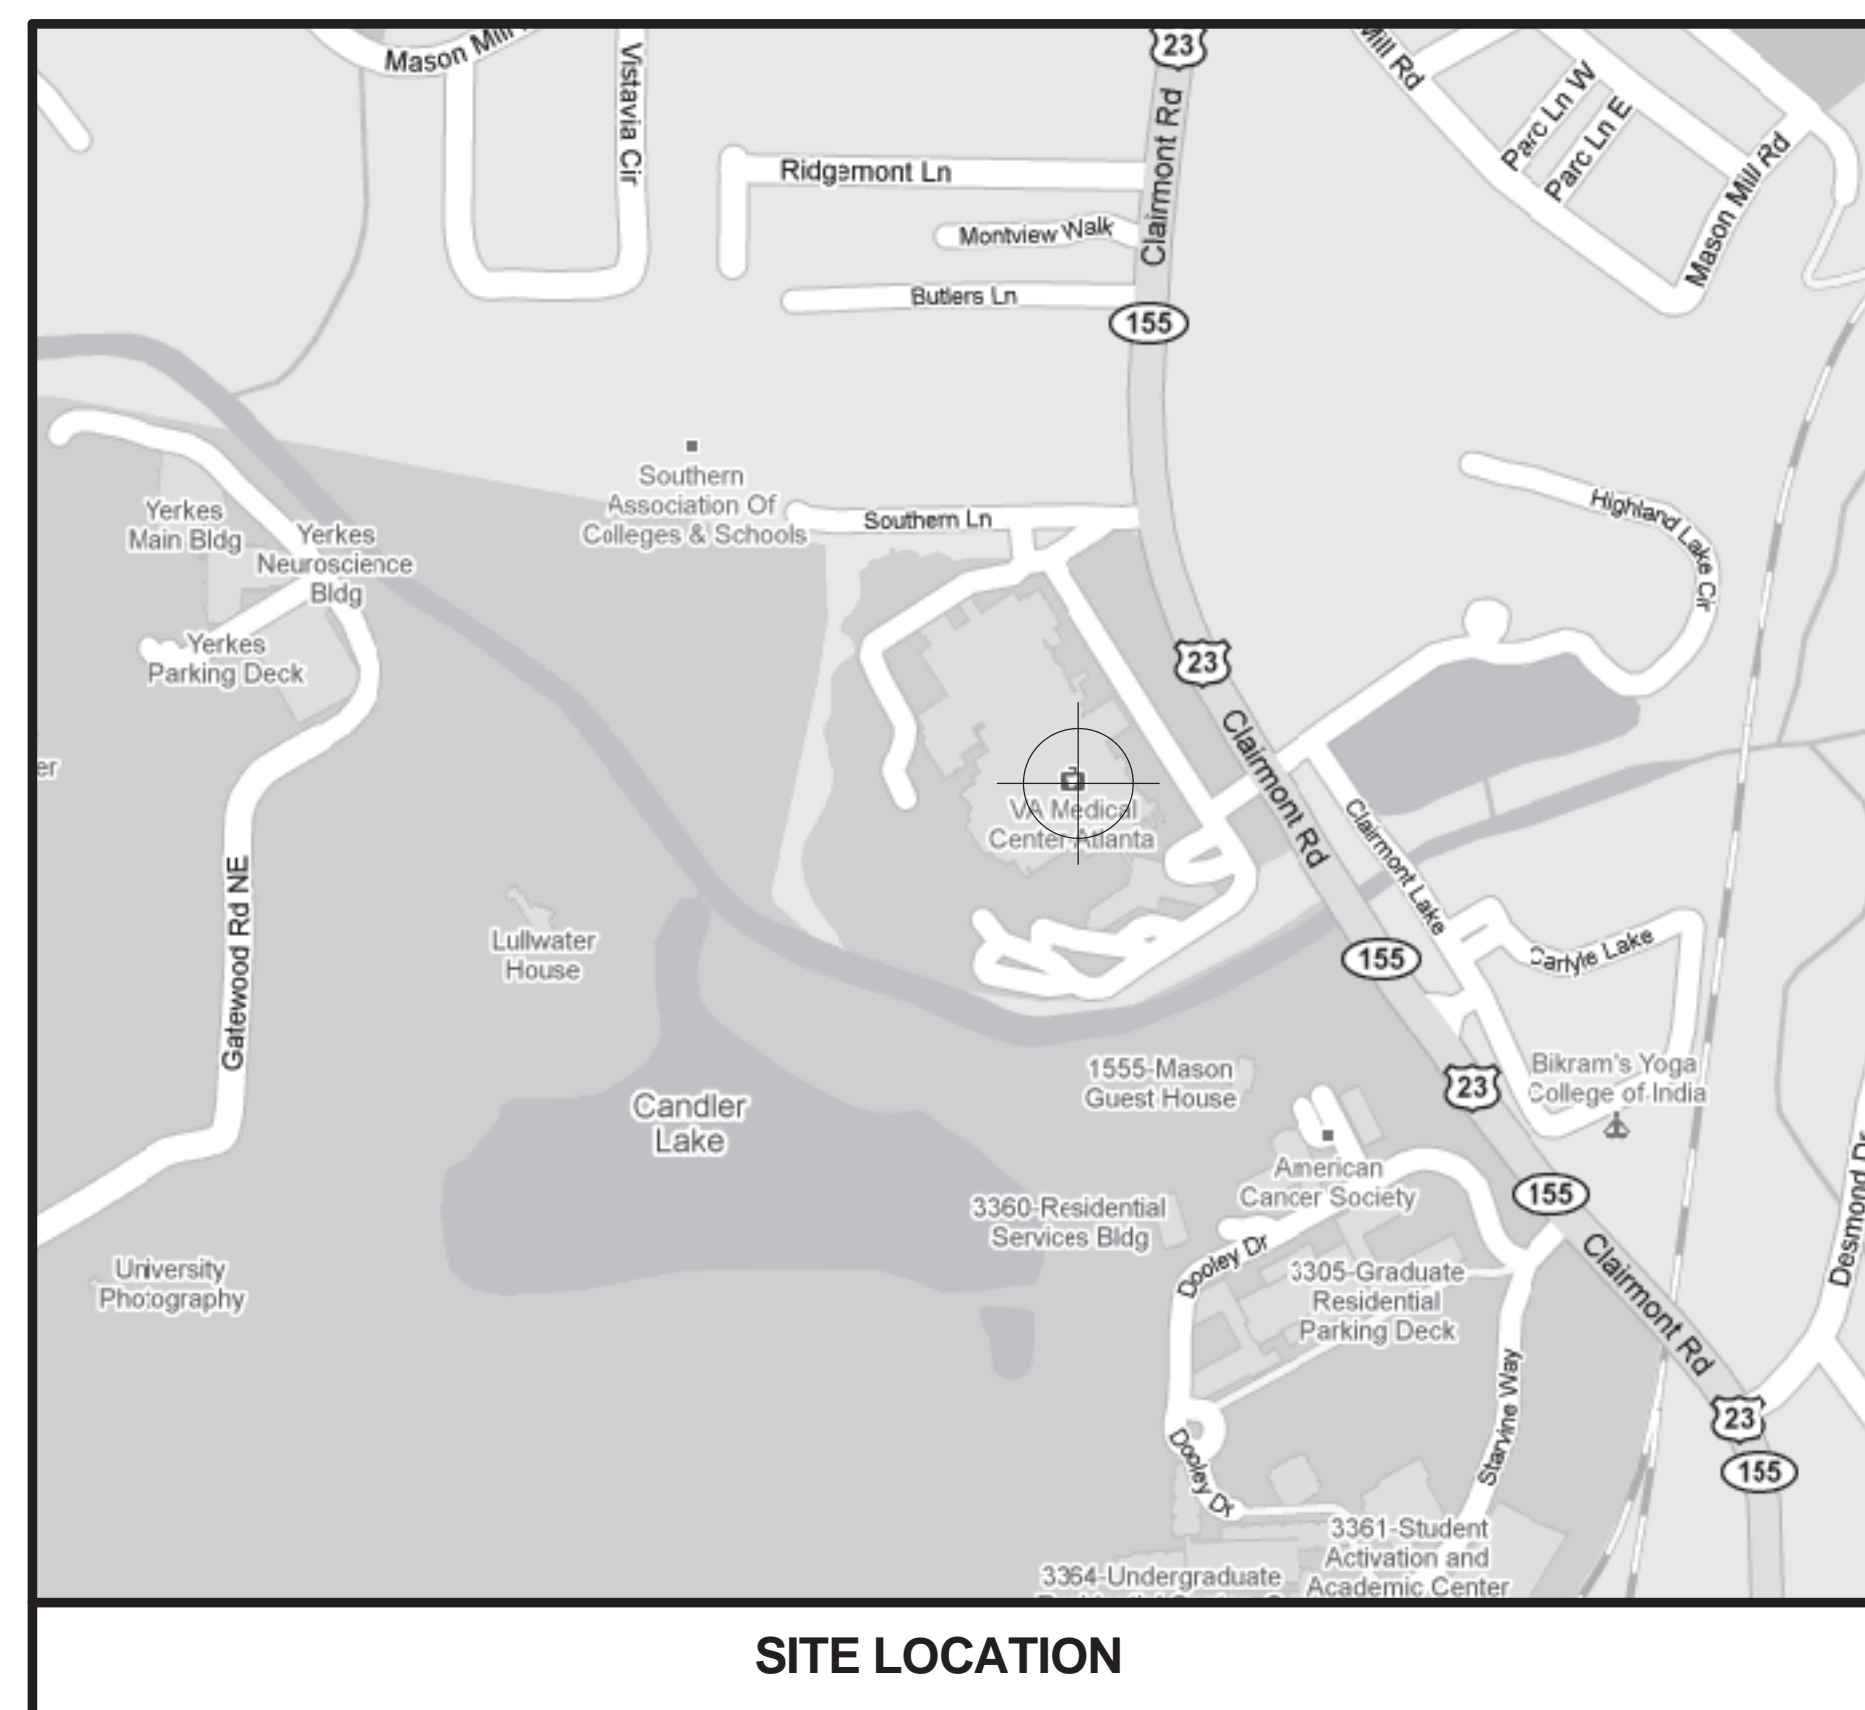 Mason Mill
Vistavia Cir
23
Clairmont Rd
Mill Rd
Parc Ln W
Parc Ln E
Mason Mill Rd
Ridgemont Ln
Montview Walk
Butlers Ln
155
Southern
Association Of
Colleges & Schools
Southern Ln
Highland Lake Cir
Yerkes
Main Bldg
Yerkes
Neuroscience
Bldg
Yerkes
Parking Deck
23
Clairmont Rd
er
VA Medical
Center-Atlanta
Clairmont Lake
Gatewood Rd NE
Lullwater
House
155
Carlyle Lake
1555-Mason
Guest House
23
Bikram's Yoga
College of India
Candler
Lake
American
Cancer Society
155
3360-Residential
Services Bldg
Dooley Dr
3305-Graduate
Residential
Parking Deck
Clairmont Rd
Desmond Dr
University
Photography
Starvine Way
23
155
Dooley Dr
3361-Student
Activation and
Academic Center
3364-Undergraduate
SITE LOCATION